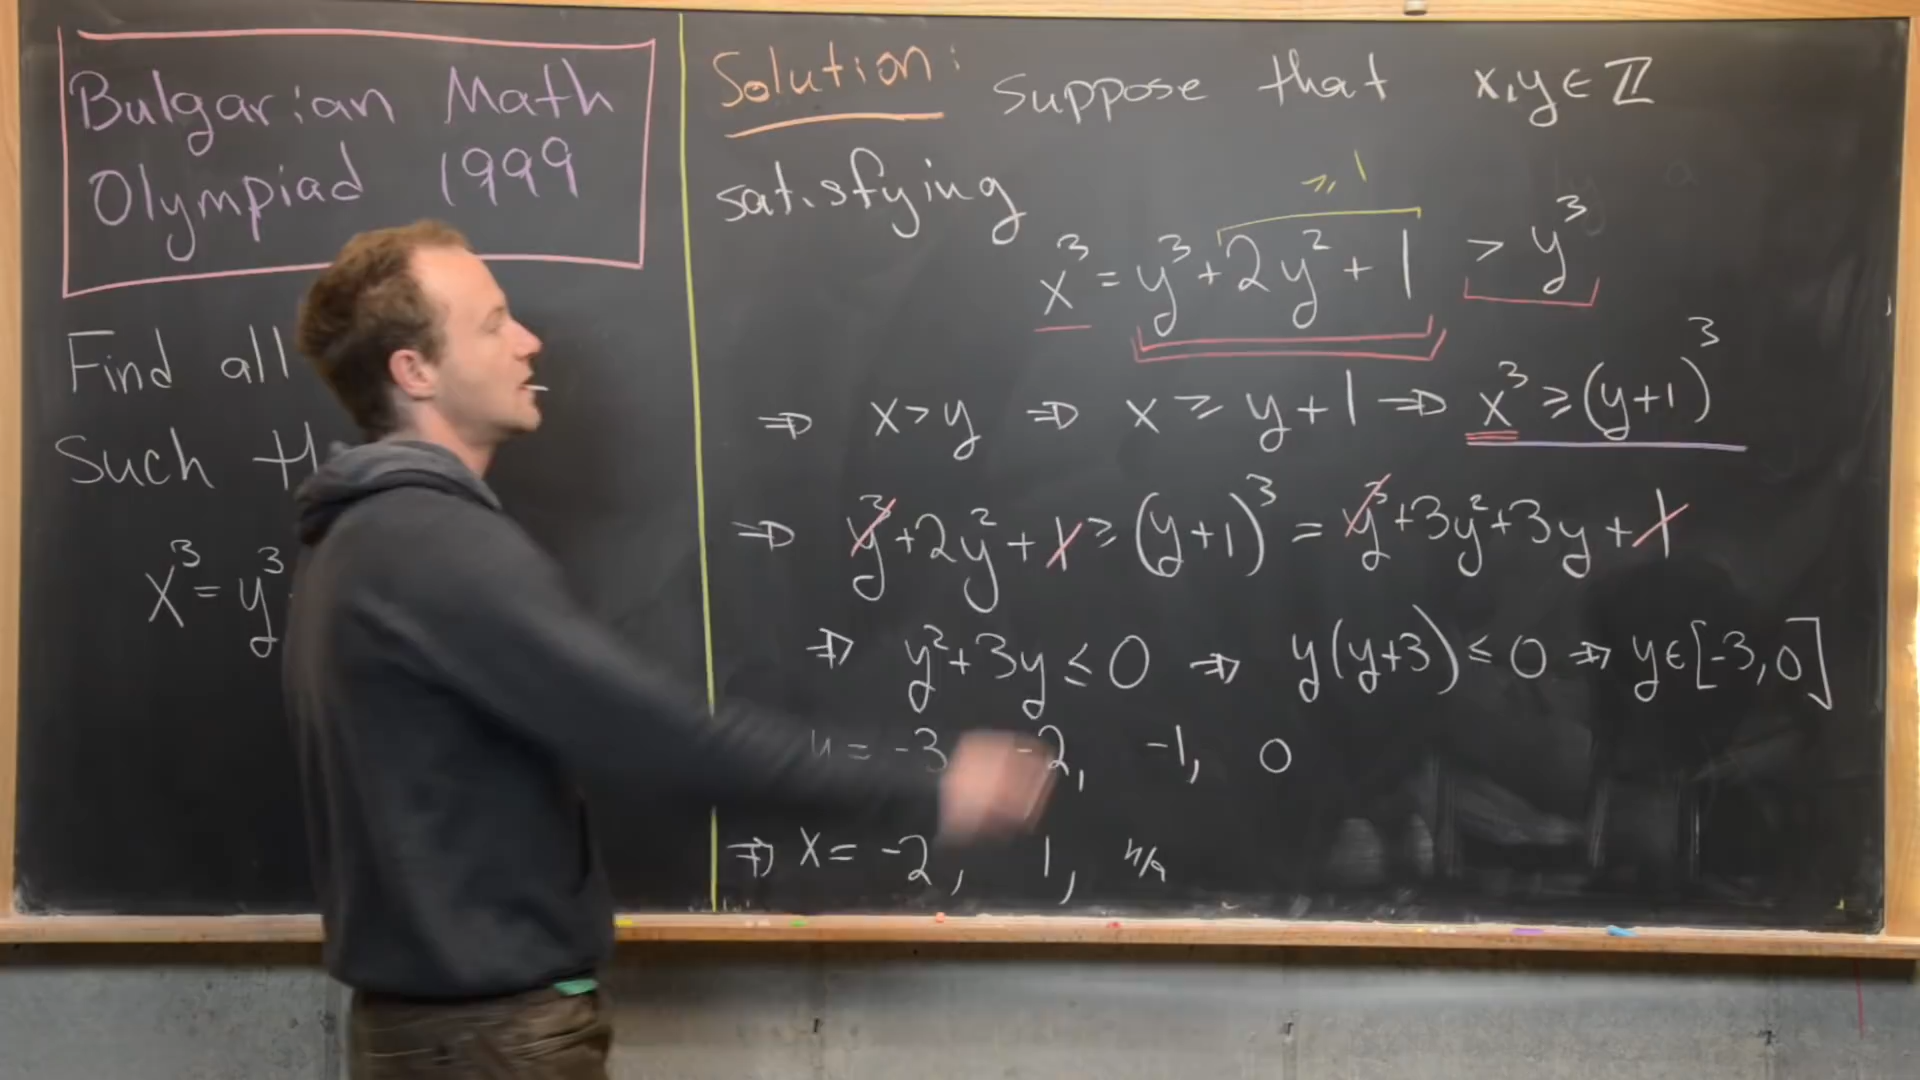 Bulgarian Math
Olympiad 1999
Find all
Such
x³ = y³
Solution: Suppose that x,y ∈ ℤ
satisfying
≥ 1
x³ = y³ + 2y² + 1 > y³
⇒ x > y ⇒ x ≥ y+1 ⇒ x³ ≥ (y+1)³
⇒ y³ + 2y² + 1 ≥ (y+1)³ = y³ + 3y² + 3y + 1
⇒ y² + 3y ≤ 0 ⇒ y(y+3) ≤ 0 ⇒ y ∈ [-3, 0]
y = -3 -2, -1, 0
⇒ x = -2, 1, n/a